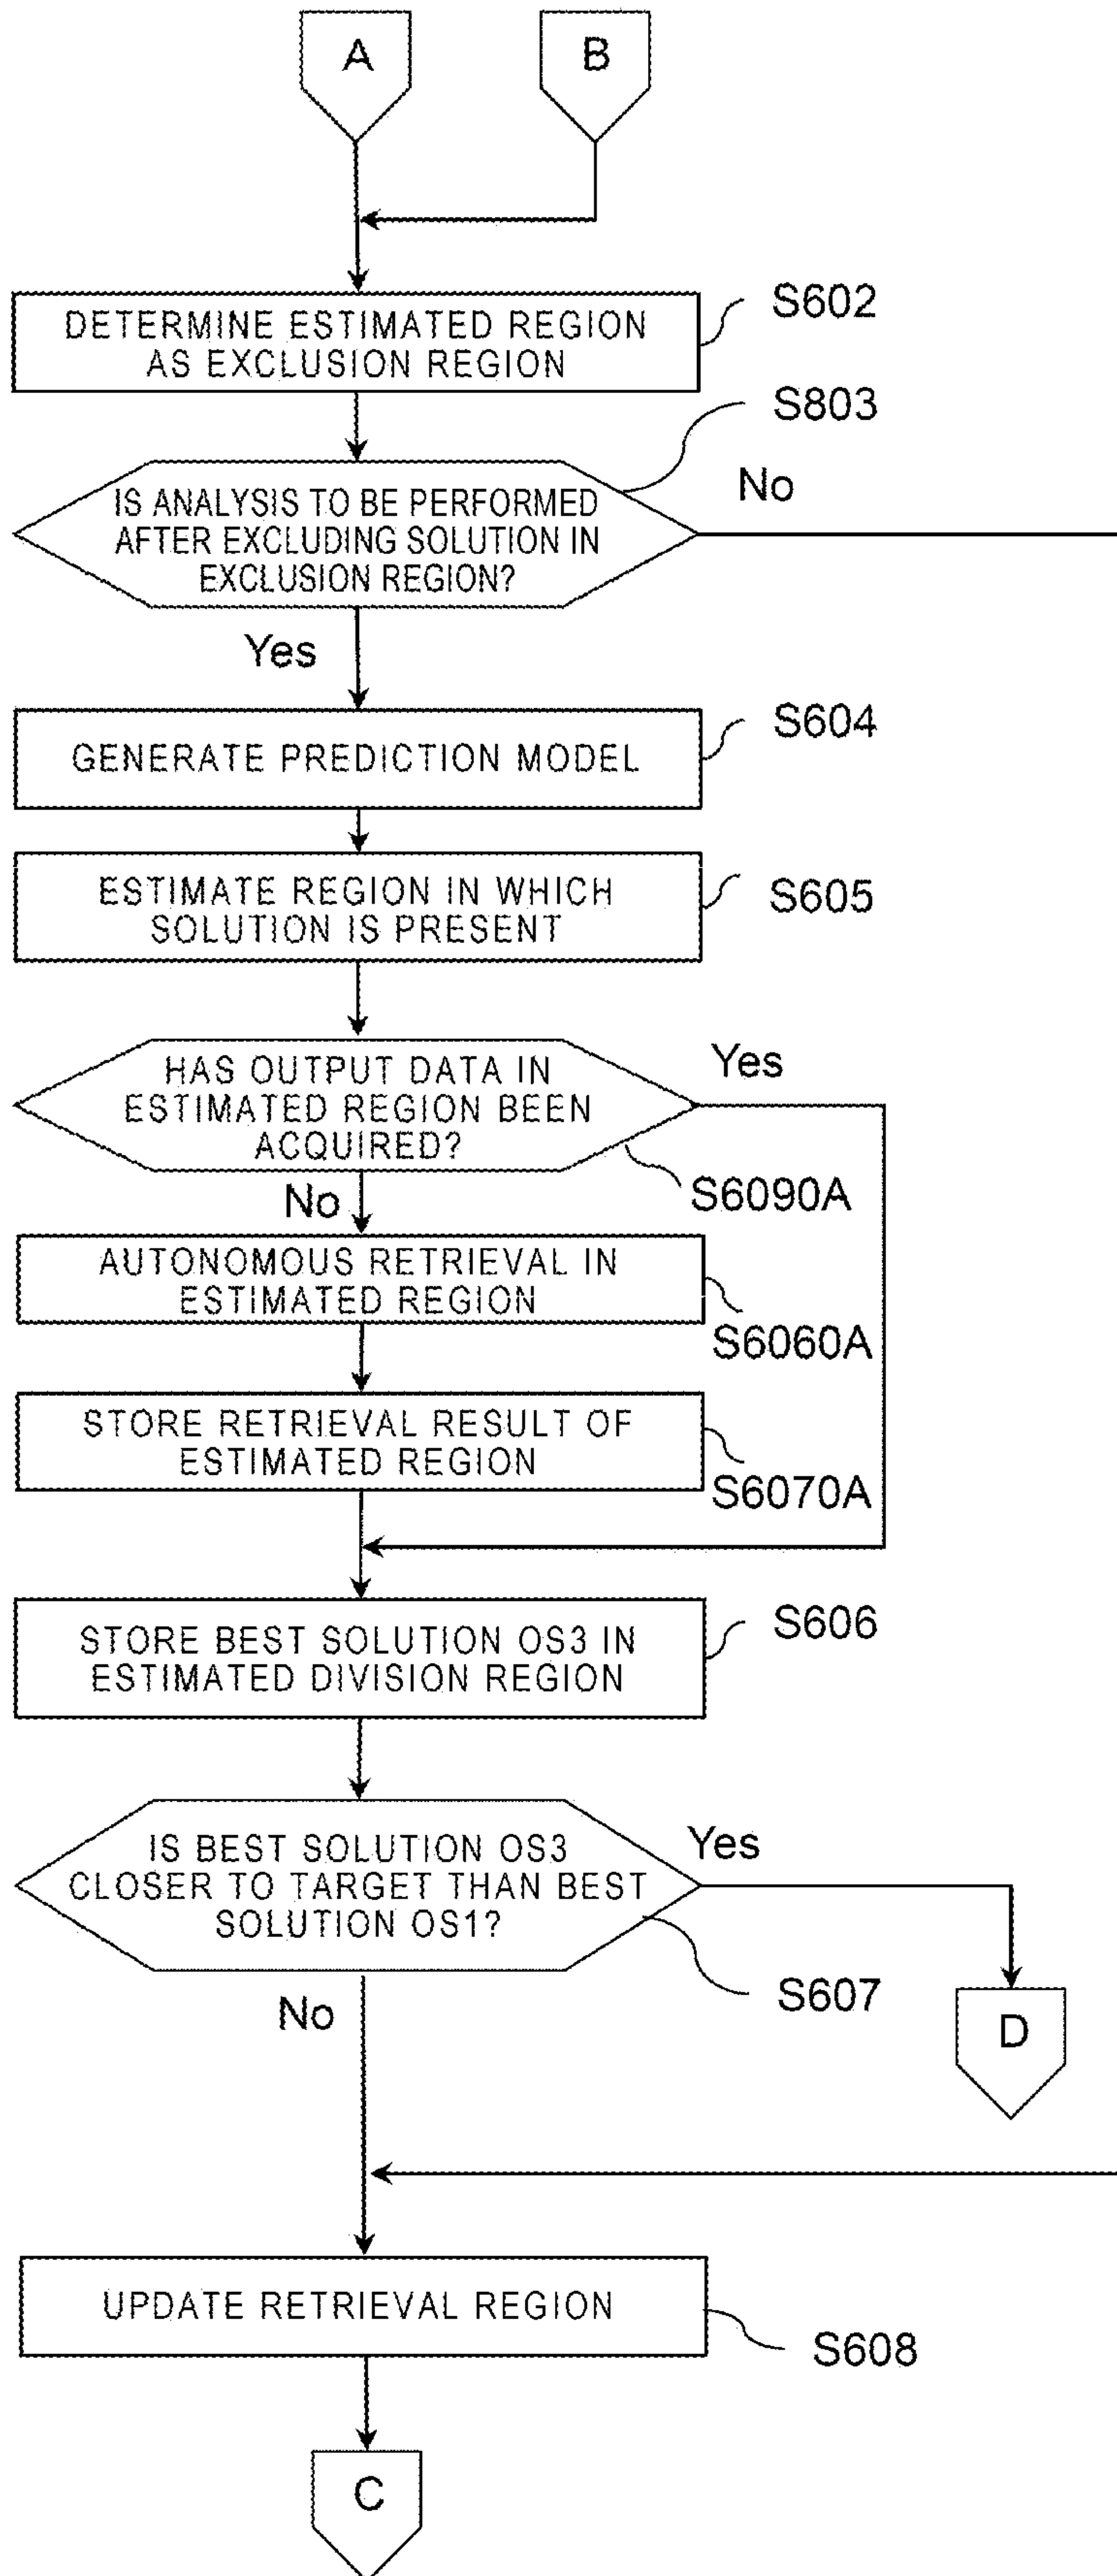 A
B
DETERMINE ESTIMATED REGION
AS EXCLUSION REGION
S602
S803
IS ANALYSIS TO BE PERFORMED
AFTER EXCLUDING SOLUTION IN
EXCLUSION REGION?
No
Yes
GENERATE PREDICTION MODEL
S604
ESTIMATE REGION IN WHICH
SOLUTION IS PRESENT
S605
HAS OUTPUT DATA IN
ESTIMATED REGION BEEN
ACQUIRED?
Yes
S6090A
No
AUTONOMOUS RETRIEVAL IN
ESTIMATED REGION
S6060A
STORE RETRIEVAL RESULT OF
ESTIMATED REGION
S6070A
STORE BEST SOLUTION OS3 IN
ESTIMATED DIVISION REGION
S606
IS BEST SOLUTION OS3
CLOSER TO TARGET THAN BEST
SOLUTION OS1?
Yes
S607
No
D
UPDATE RETRIEVAL REGION
S608
C